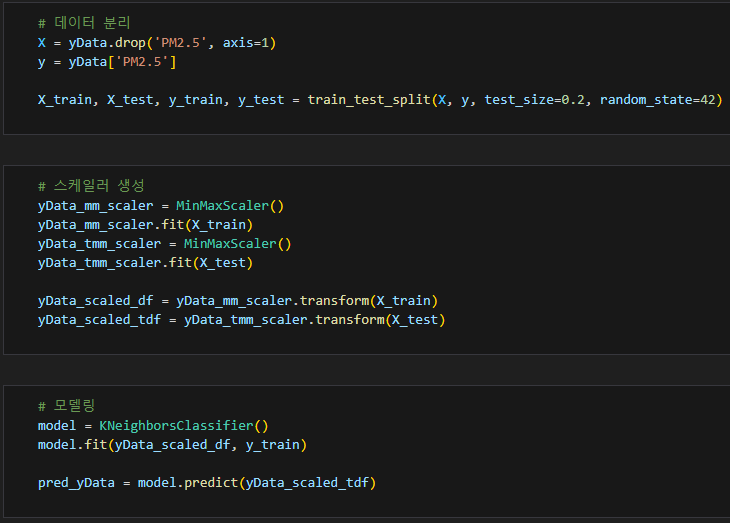 # 데이터 분리
X = yData.drop('PM2.5', axis=1)
y = yData['PM2.5']
X_train, X_test, y_train, y_test = train_test_split(X, y, test_size=0.2, random_state=42)
# 스케일러 생성
yData_mm_scaler = MinMaxScaler()
yData_mm_scaler.fit(X_train)
yData_tmm_scaler = MinMaxScaler()
yData_tmm_scaler.fit(X_test)
yData_scaled_df = yData_mm_scaler.transform(X_train)
yData_scaled_tdf = yData_tmm_scaler.transform(X_test)
# 모델링
model = KNeighborsClassifier()
model.fit(yData_scaled_df, y_train)
pred_yData = model.predict(yData_scaled_tdf)